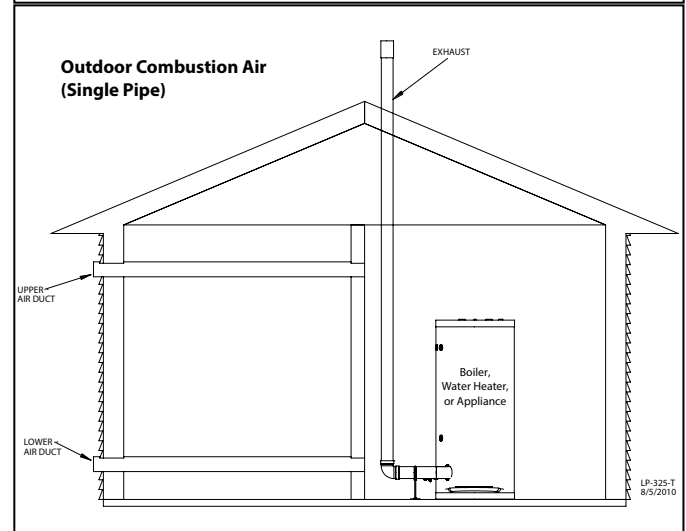 Outdoor Combustion Air
(Single Pipe)
EXHAUST
UPPER
AIR DUCT
Boiler,
Water Heater,
or Appliance
LOWER
AIR DUCT
LP-325-T
8/5/2010